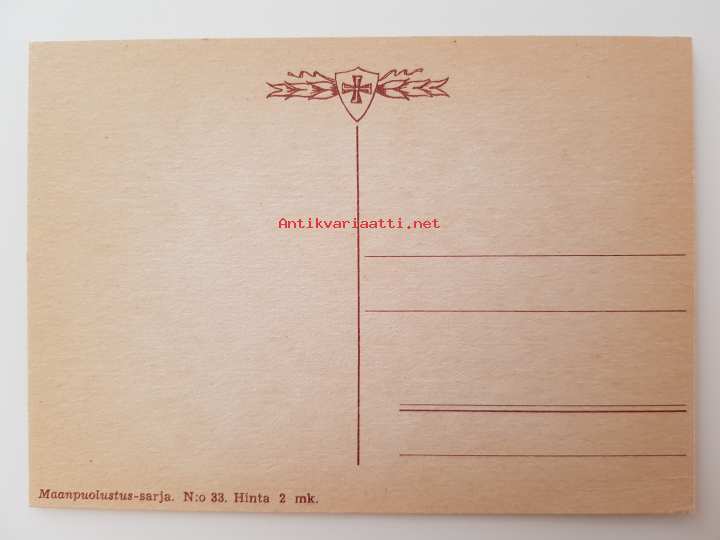 Antikvariaatti.net
Maanpuolustus-sarja. N:o 33. Hinta 2 mk.